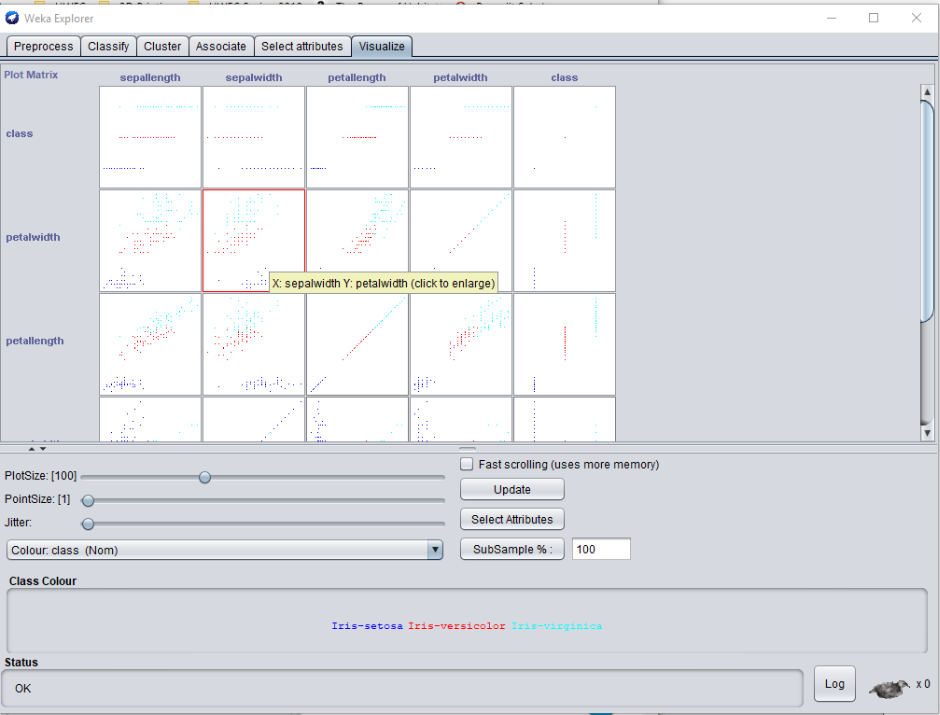 Weka Explorer
Preprocess Classify Cluster Associate Select attributes Visualize
Plot Matrix sepallength sepalwidth petallength petalwidth class
class
petalwidth
X: sepalwidth Y: petalwidth (click to enlarge)
petallength
PlotSize: [100]
Fast scrolling (uses more memory)
Update
PointSize: [1]
Jitter:
Select Attributes
Colour: class (Nom)
SubSample % : 100
Class Colour
Iris-setosa Iris-versicolor Iris-virginica
Status
OK
Log x 0